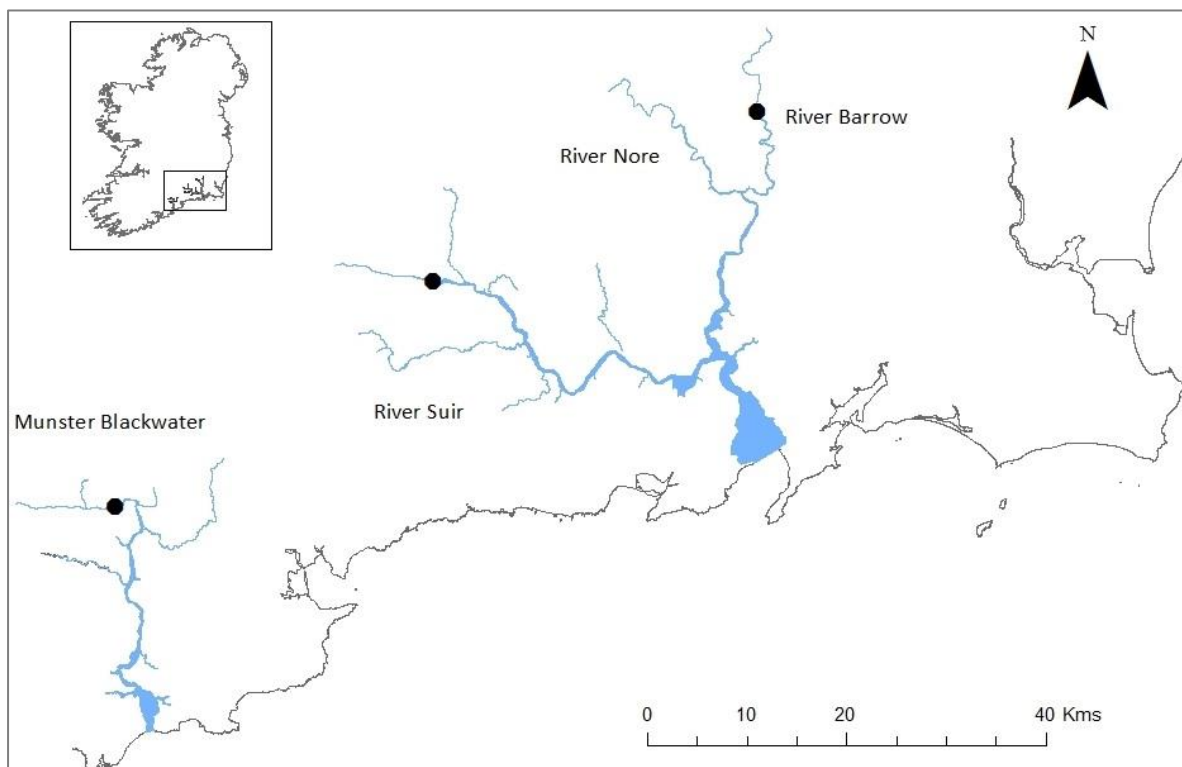 N
River Barrow
River Nore
River Suir
Munster Blackwater
0 10 20 40 Kms